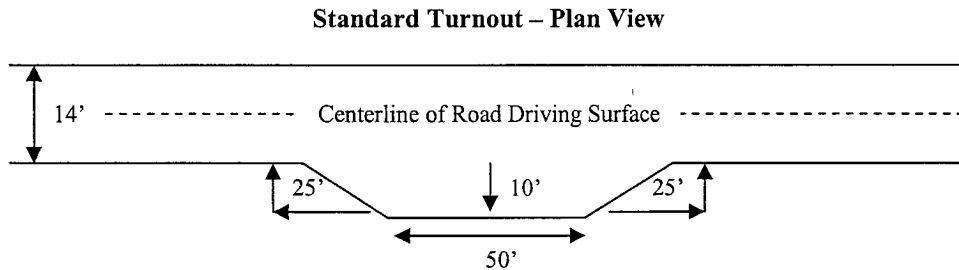 Standard Turnout – Plan View
14’
Centerline of Road Driving Surface
25’
10’
25’
50’